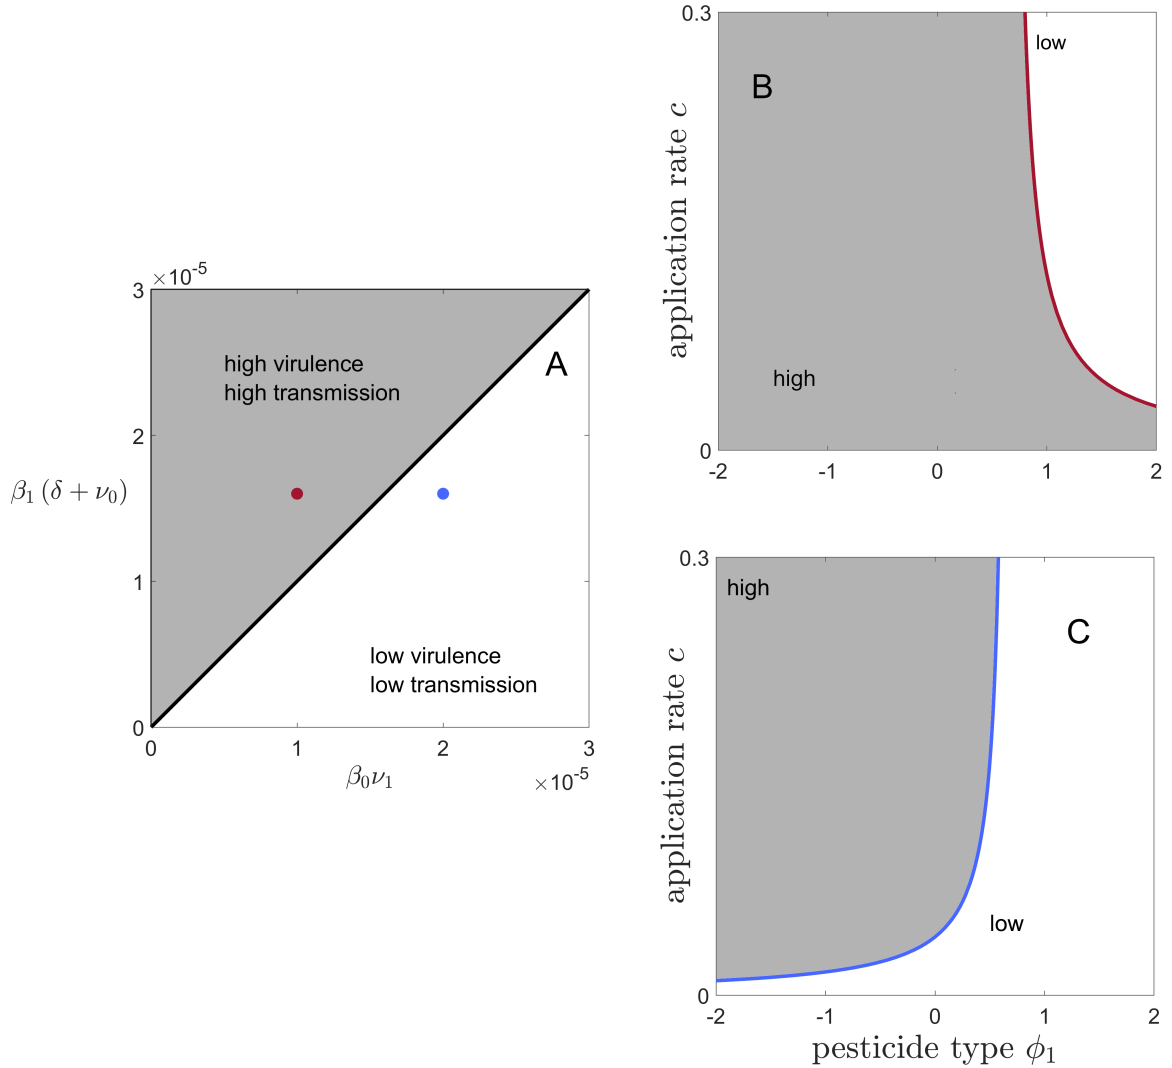 3 ×10-5
A
high virulence
high transmission
2
β1 (δ + ν0)
1
low virulence
low transmission
0
0 1 2 3
β0ν1
×10-5
0.3
low
B
application rate c
high
0
-2 -1 0 1 2
0.3
high
C
application rate c
low
0
-2 -1 0 1 2
pesticide type ϕ1